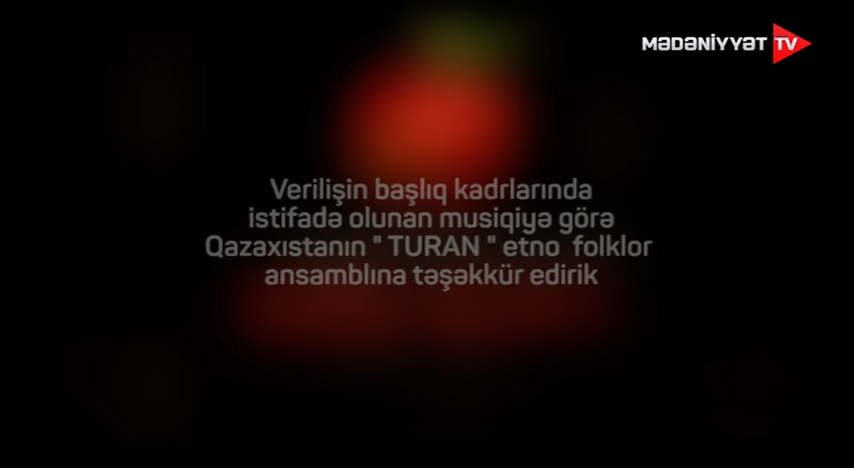 MƏDƏNİYYƏT TV
Verilişin başlıq kadrlarında
istifadə olunan musiqiyə görə
Qazaxıstanın " TURAN " etno folklor
ansamblına təşəkkür edirik